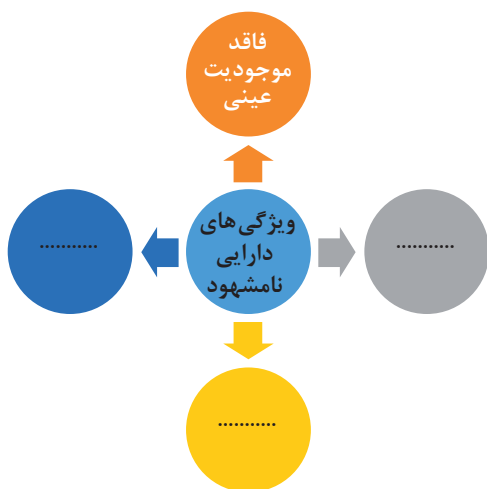 فاقد
موجودیت
عینی
...........
ویژگی‌های
دارایی
نامشهود
...........
...........